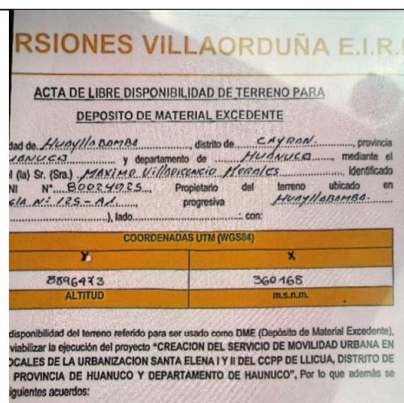 RSIONES VILLAORDUÑA E.I.R.
ACTA DE LIBRE DISPONIBILIDAD DE TERRENO PARA
DEPOSITO DE MATERIAL EXCEDENTE
dad de HUAYLLABAMBA, distrito de CAYRAN, provincia
HUANUCO y departamento de HUÁNUCO, mediante el
l (la) Sr. (Sra.) MAXIMO Villavicencio MORALES. Identificado
NI N° 80024025, Propietario del terreno ubicado en
N° 125-A1 progresiva HUAYLLABAMBA.
), lado : con:
COORDENADAS UTM (WGS84)
Y X
8896473 360168
ALTITUD m.s.n.m.
disponibilidad del terreno referido para ser usado como DME (Depósito de Material Excedente),
viabilizar la ejecución del proyecto "CREACION DEL SERVICIO DE MOVILIDAD URBANA EN
OCALES DE LA URBANIZACION SANTA ELENA I Y II DEL CCPP DE LLICUA, DISTRITO DE
PROVINCIA DE HUANUCO Y DEPARTAMENTO DE HAUNUCO", Por lo que además se
iguientes acuerdos: